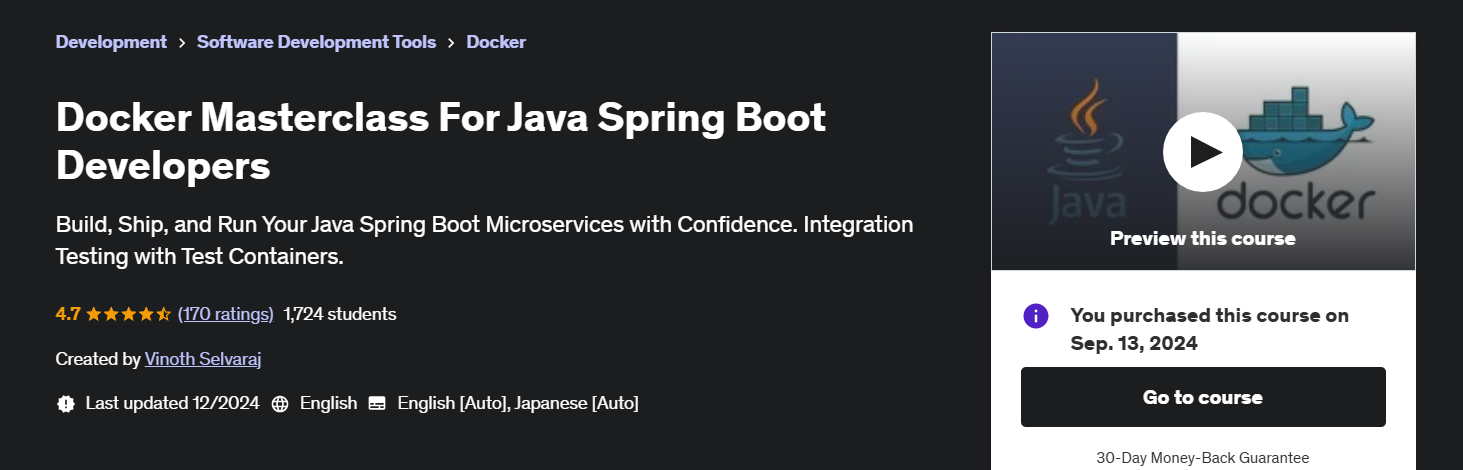 Development > Software Development Tools > Docker
Docker Masterclass For Java Spring Boot
Developers
Build, Ship, and Run Your Java Spring Boot Microservices with Confidence. Integration
Testing with Test Containers.
4.7 (170 ratings) 1,724 students
Created by Vinoth Selvaraj
Last updated 12/2024 English English [Auto], Japanese [Auto]
Java
docker
Preview this course
You purchased this course on
Sep. 13, 2024
Go to course
30-Day Money-Back Guarantee